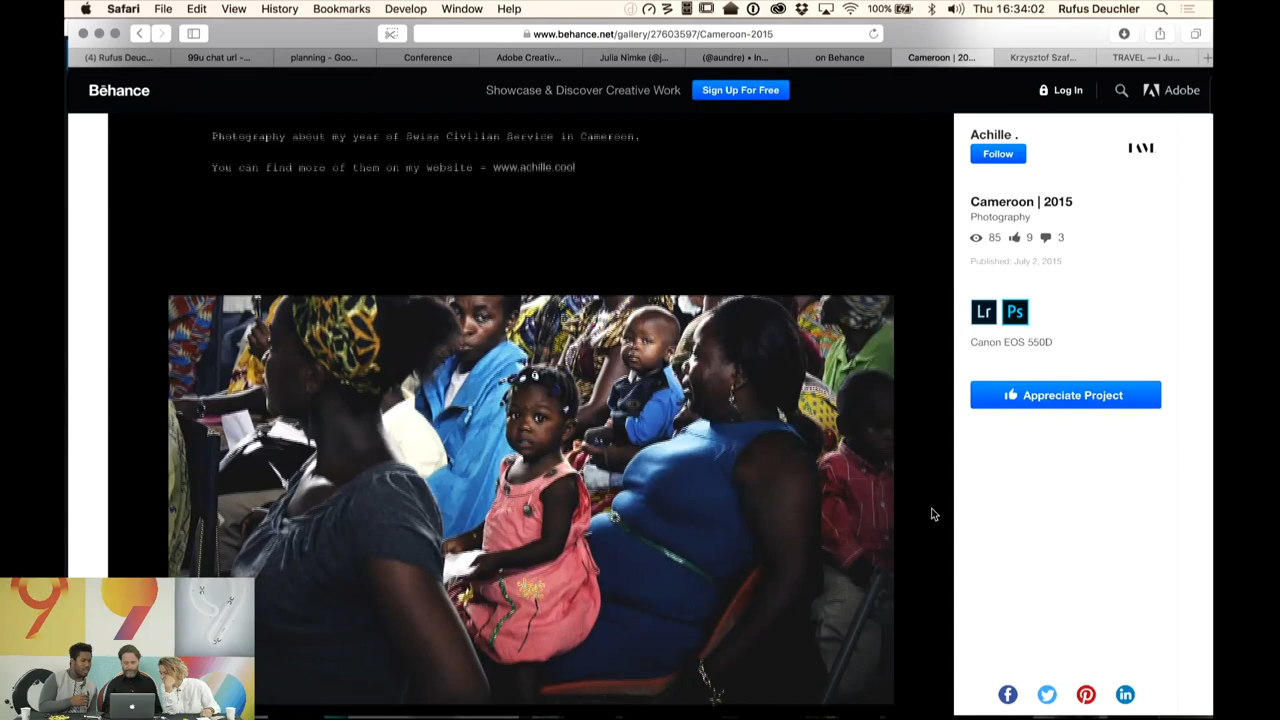 Safari File Edit View History Bookmarks Develop Window Help
100% Thu 16:34:02 Rufus Deuchler
www.behance.net/gallery/27603597/Cameroon-2015
(4) Rufus Deuc...
99u chat url -...
planning - Goo...
Conference
Adobe Creativ...
Julia Nimke (@j...
(@aundre) • In...
on Behance
Cameroon | 20...
Krzysztof Szaf...
TRAVEL — I Ju...
Bēhance
Showcase & Discover Creative Work
Sign Up For Free
Log In
Adobe
Photography about my year of Swiss Civilian Service in Cameroon.
You can find more of them on my website = www.achille.cool
Achille .
Follow
I AM.
Cameroon | 2015
Photography
85 9 3
Published: July 2, 2015
Lr Ps
Canon EOS 550D
Appreciate Project
9 9 9